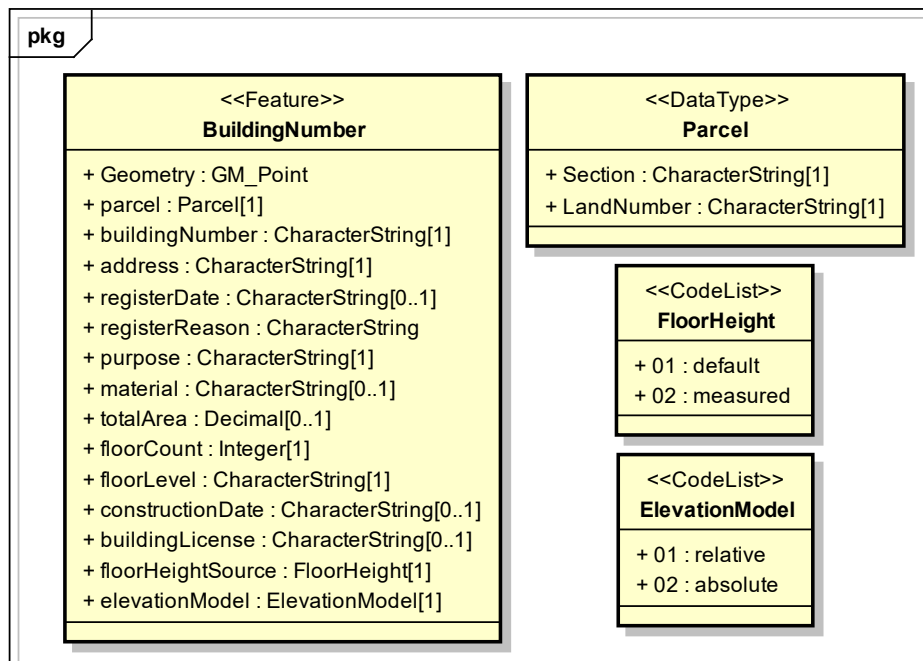 pkg
<<Feature>>
BuildingNumber
+ Geometry : GM_Point
+ parcel : Parcel[1]
+ buildingNumber : CharacterString[1]
+ address : CharacterString[1]
+ registerDate : CharacterString[0..1]
+ registerReason : CharacterString
+ purpose : CharacterString[1]
+ material : CharacterString[0..1]
+ totalArea : Decimal[0..1]
+ floorCount : Integer[1]
+ floorLevel : CharacterString[1]
+ constructionDate : CharacterString[0..1]
+ buildingLicense : CharacterString[0..1]
+ floorHeightSource : FloorHeight[1]
+ elevationModel : ElevationModel[1]
<<DataType>>
Parcel
+ Section : CharacterString[1]
+ LandNumber : CharacterString[1]
<<CodeList>>
FloorHeight
+ 01 : default
+ 02 : measured
<<CodeList>>
ElevationModel
+ 01 : relative
+ 02 : absolute